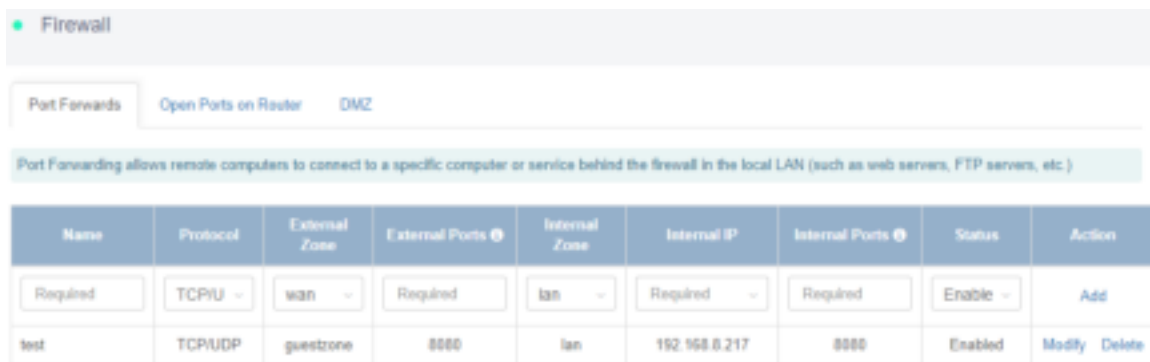 Firewall
Port Forwards Open Ports on Router DMZ
Port Forwarding allows remote computers to connect to a specific computer or service behind the firewall in the local LAN (such as web servers, FTP servers, etc.)
Name Protocol External Zone External Ports Internal Zone Internal IP Internal Ports Status Action
Required TCP/U wan Required lan Required Required Enable Add
test TCP/UDP guestzone 8080 lan 192.168.8.217 8080 Enabled Modify Delete